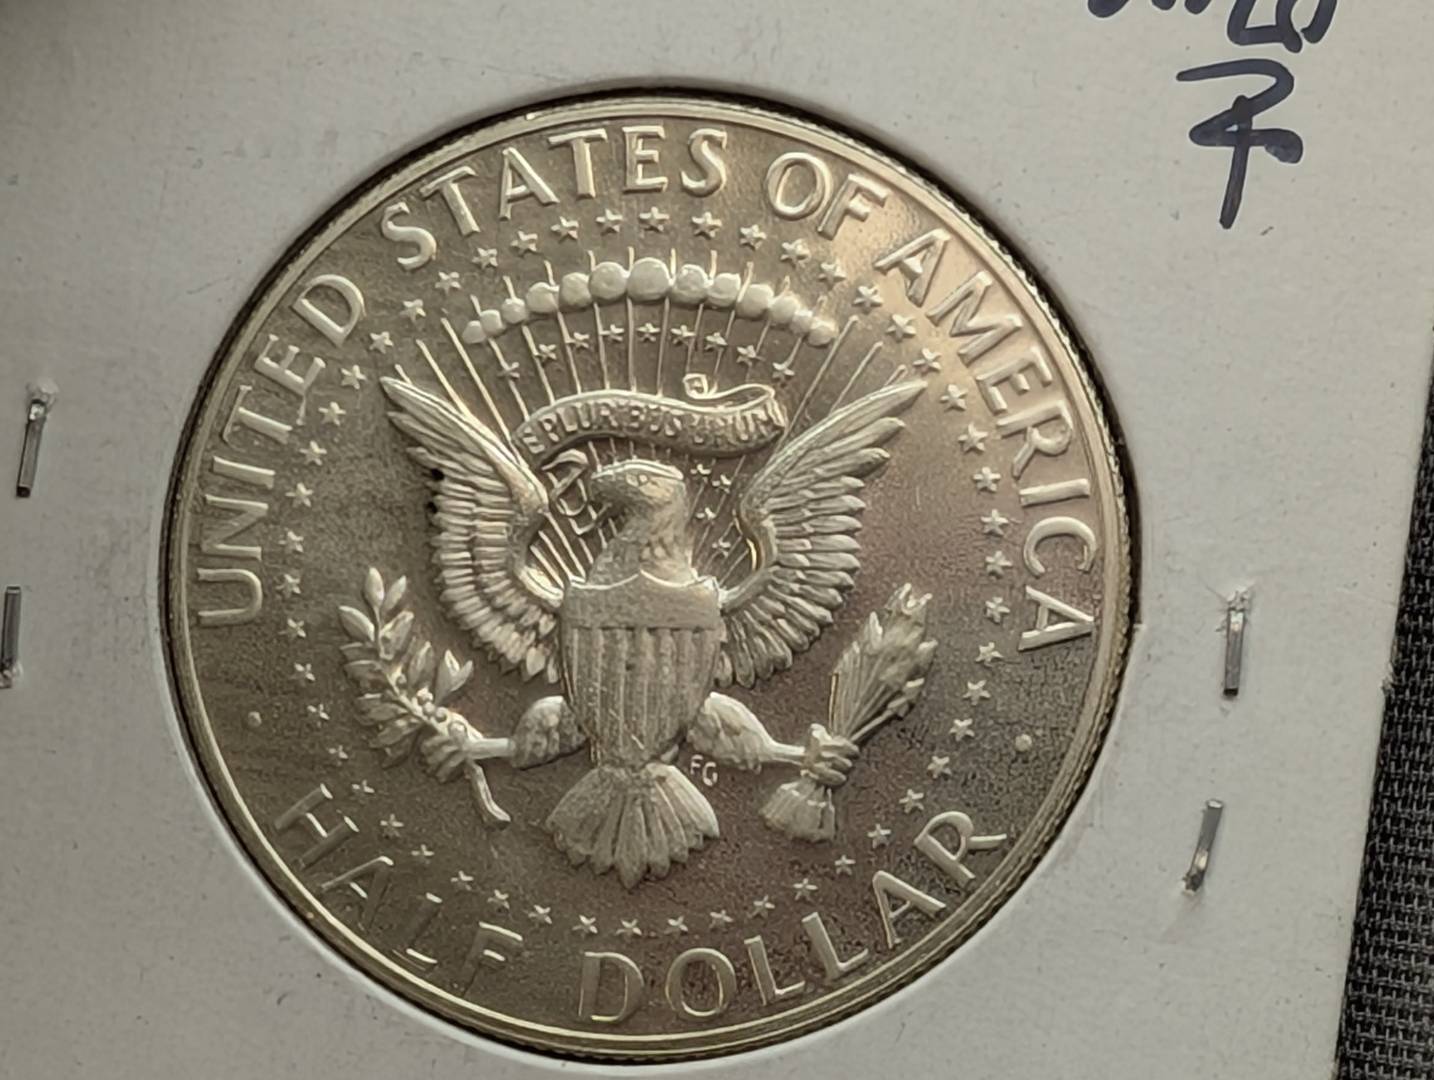 UNITED STATES OF AMERICA
E PLURIBUS UNUM
FG
HALF DOLLAR